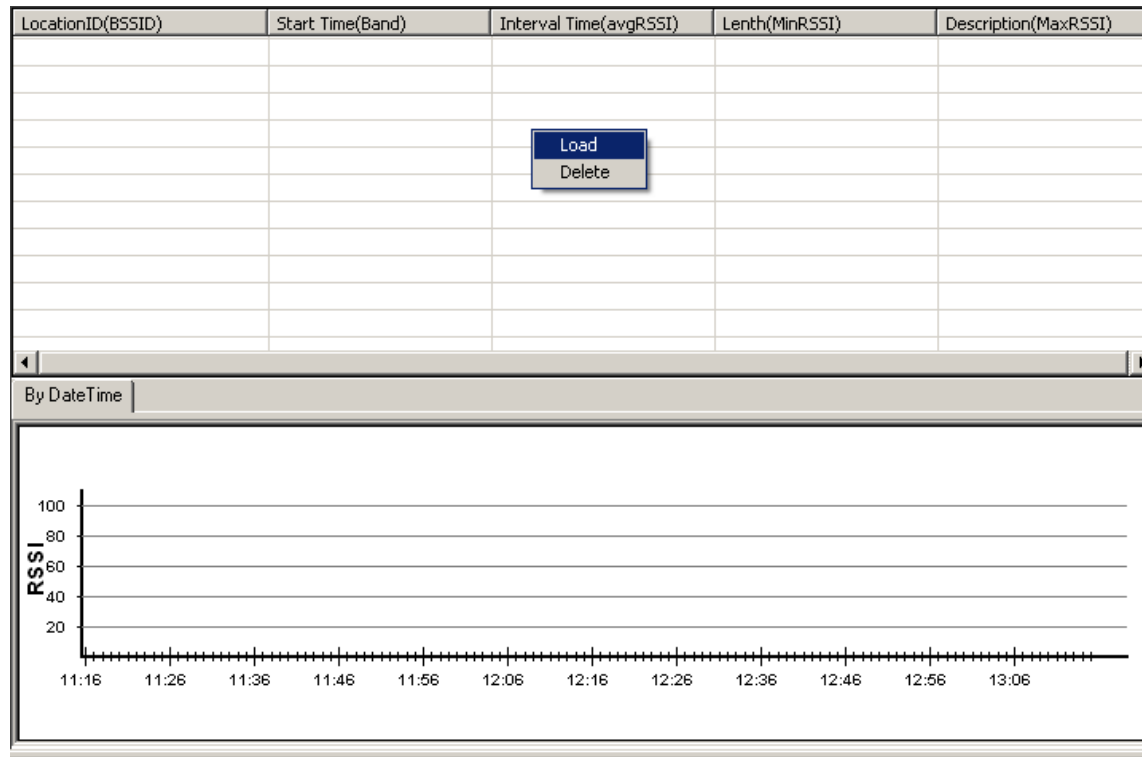 LocationID(BSSID) Start Time(Band) Interval Time(avgRSSI) Lenth(MinRSSI) Description(MaxRSSI)
Load
Delete
By DateTime
100
80
60
40
20
RSSI
11:16 11:26 11:36 11:46 11:56 12:06 12:16 12:26 12:36 12:46 12:56 13:06